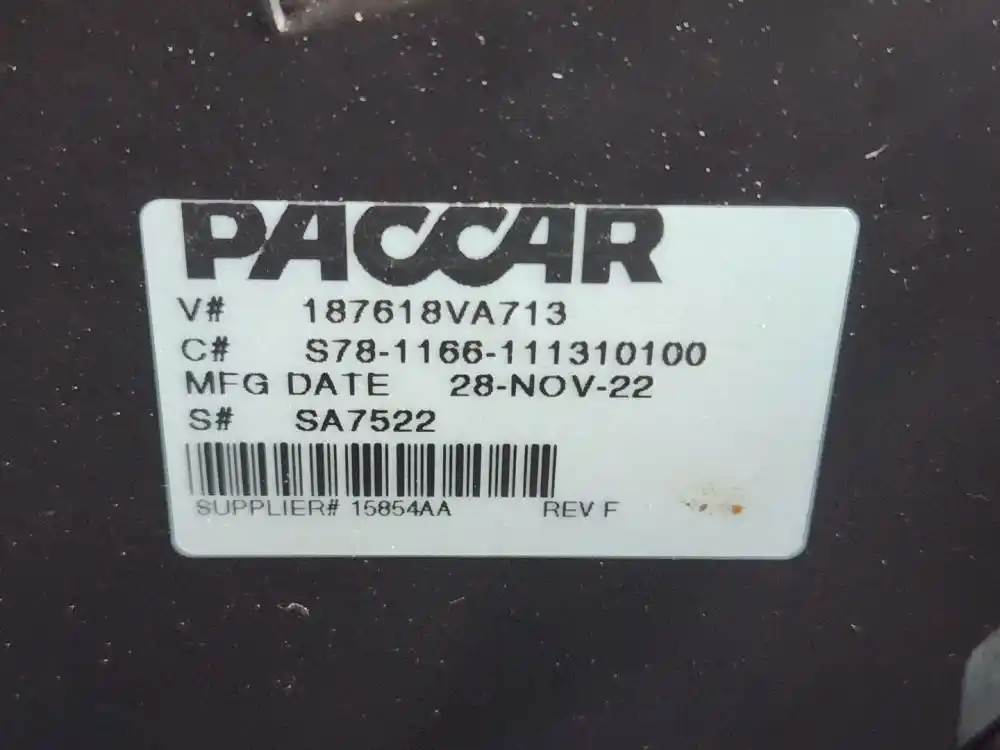 PACCAR
V# 187618VA713
C# S78-1166-111310100
MFG DATE 28-NOV-22
S# SA7522
SUPPLIER# 15854AA REV F